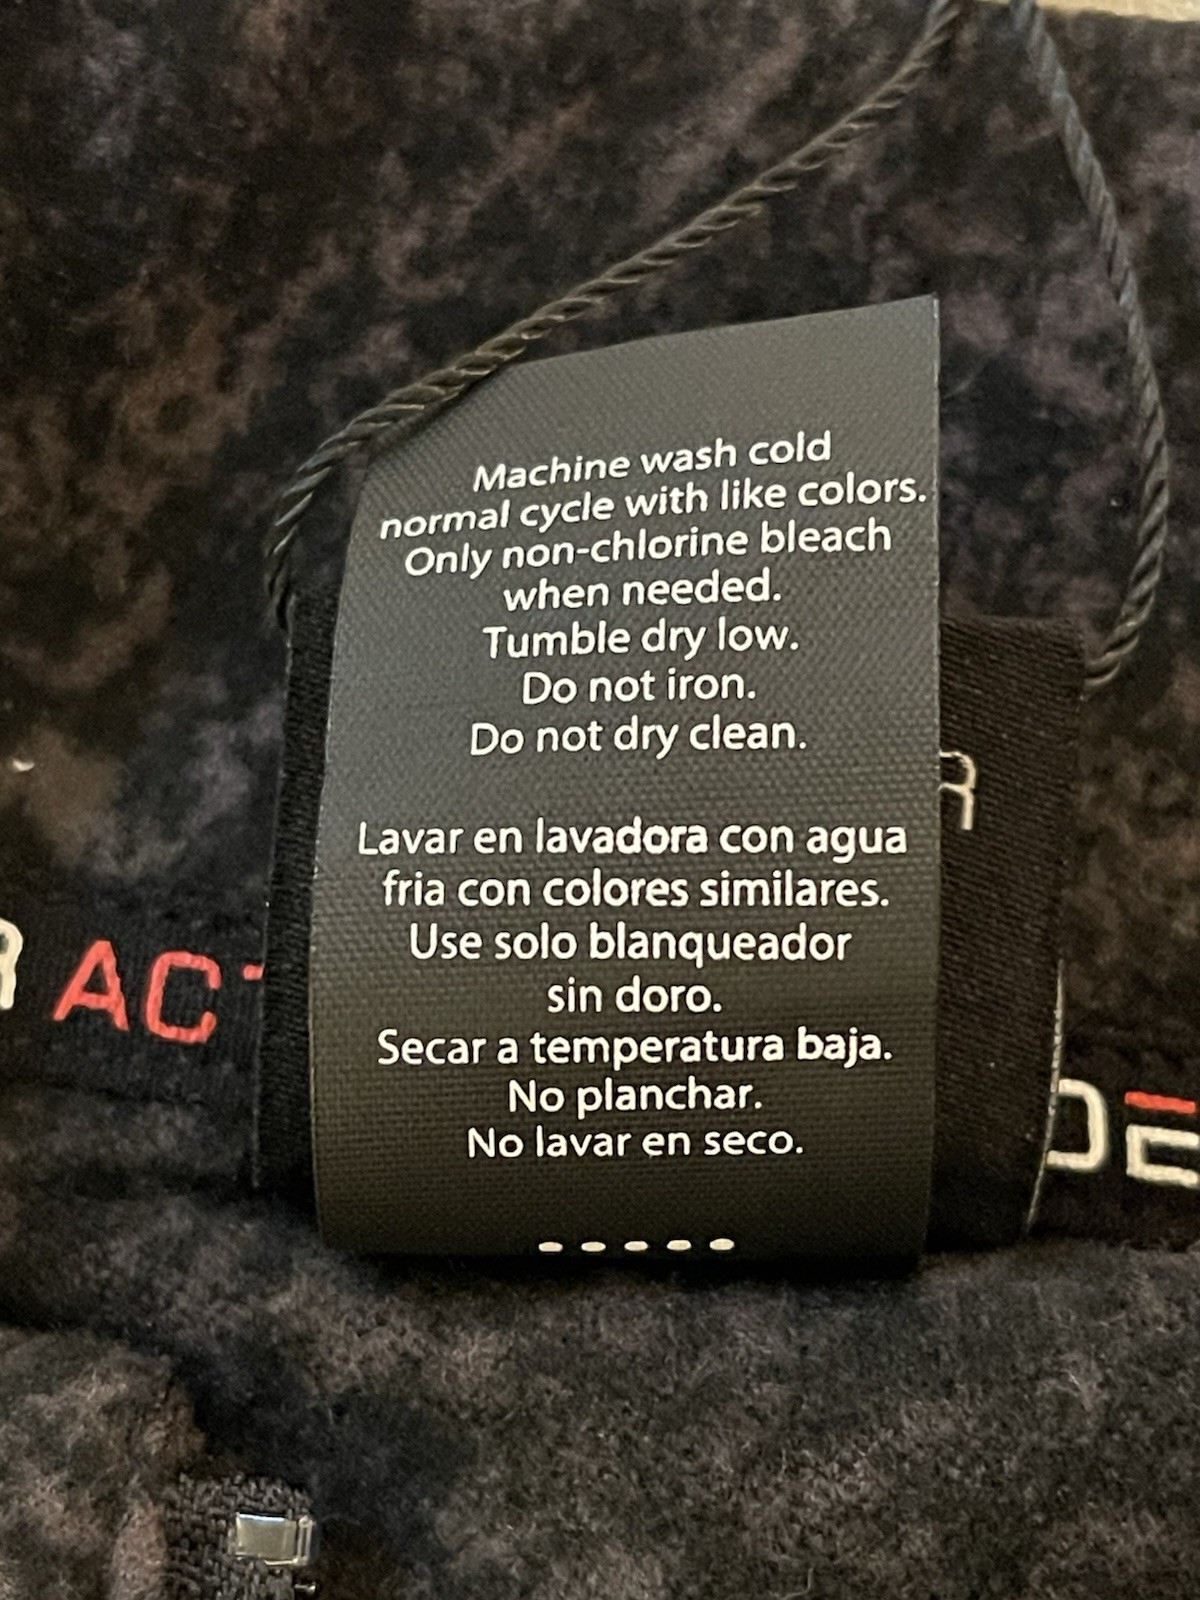 Machine wash cold
normal cycle with like colors.
Only non-chlorine bleach
when needed.
Tumble dry low.
Do not iron.
Do not dry clean.
Lavar en lavadora con agua
fria con colores similares.
Use solo blanqueador
sin doro.
Secar a temperatura baja.
No planchar.
No lavar en seco.